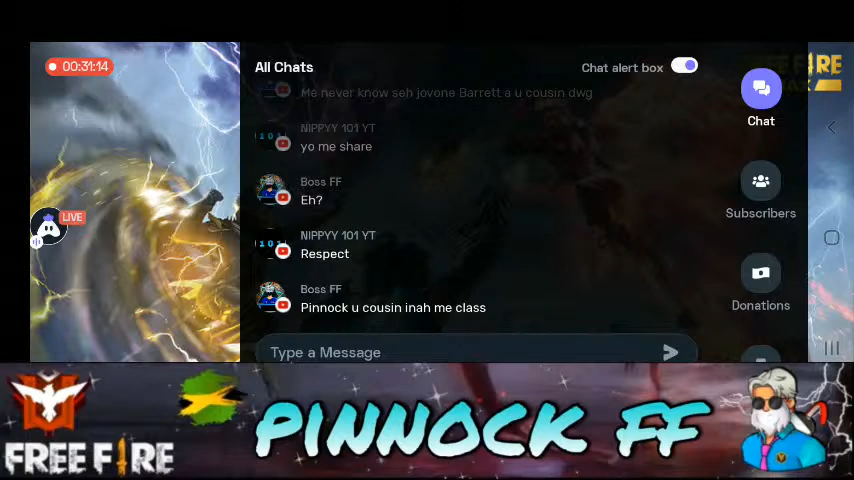 00:31:14
All Chats
Chat alert box
Me never know seh jovone Barrett a u cousin dwg
NIPPYY 101 YT
yo me share
Boss FF
Eh?
NIPPYY 101 YT
Respect
Boss FF
Pinnock u cousin inah me class
Type a Message
Chat
Subscribers
Donations
LIVE
PINNOCK FF
FREE FIRE